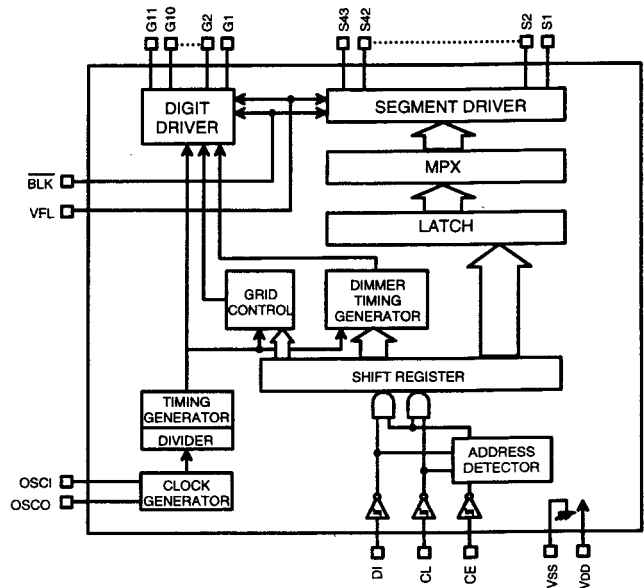 G11 G10 G2 G1 S43 S42 S2 S1
DIGIT
DRIVER
SEGMENT DRIVER
MPX
BLK
VFL
LATCH
GRID
CONTROL
DIMMER
TIMING
GENERATOR
SHIFT REGISTER
TIMING
GENERATOR
DIVIDER
ADDRESS
DETECTOR
OSCI
OSCO
CLOCK
GENERATOR
DI CL CE VSS VDD